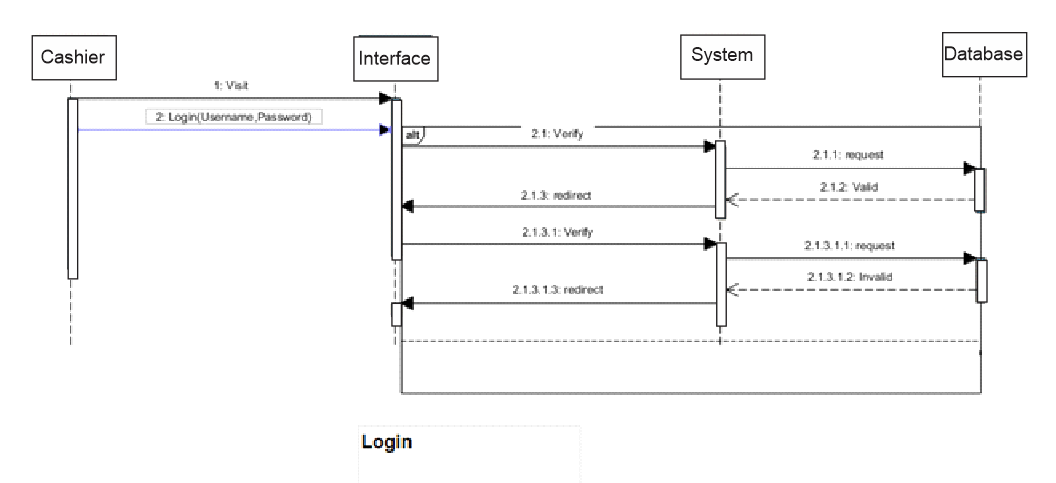 Cashier
Interface
System
Database
1: Visit
2: Login(Username,Password)
alt
2.1: Verify
2.1.1: request
2.1.2: Valid
2.1.3: redirect
2.1.3.1: Verify
2.1.3.1.1: request
2.1.3.1.2: Invalid
2.1.3.1.3: redirect
Login